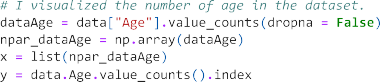 # I visualized the number of age in the dataset.
dataAge = data["Age"].value_counts(dropna = False)
npar_dataAge = np.array(dataAge)
x = list(npar_dataAge)
y = data.Age.value_counts().index